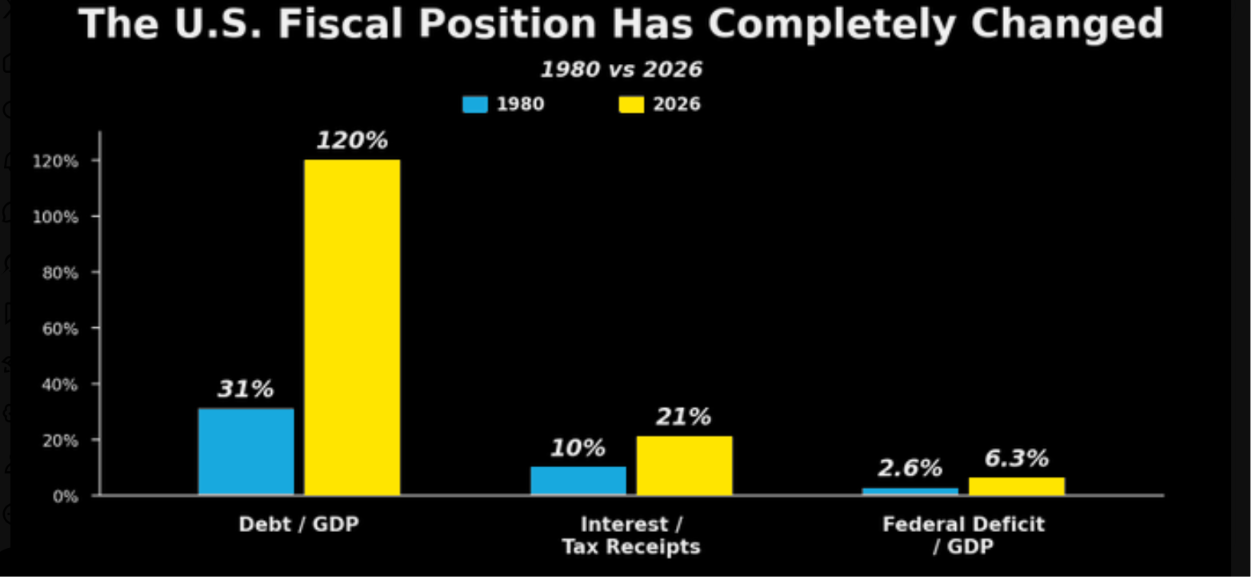 The U.S. Fiscal Position Has Completely Changed
1980 vs 2026
1980 2026
120%
120%
100%
80%
60%
40%
20%
0%
31%
10%
21%
2.6%
6.3%
Debt / GDP
Interest /
Tax Receipts
Federal Deficit
/ GDP